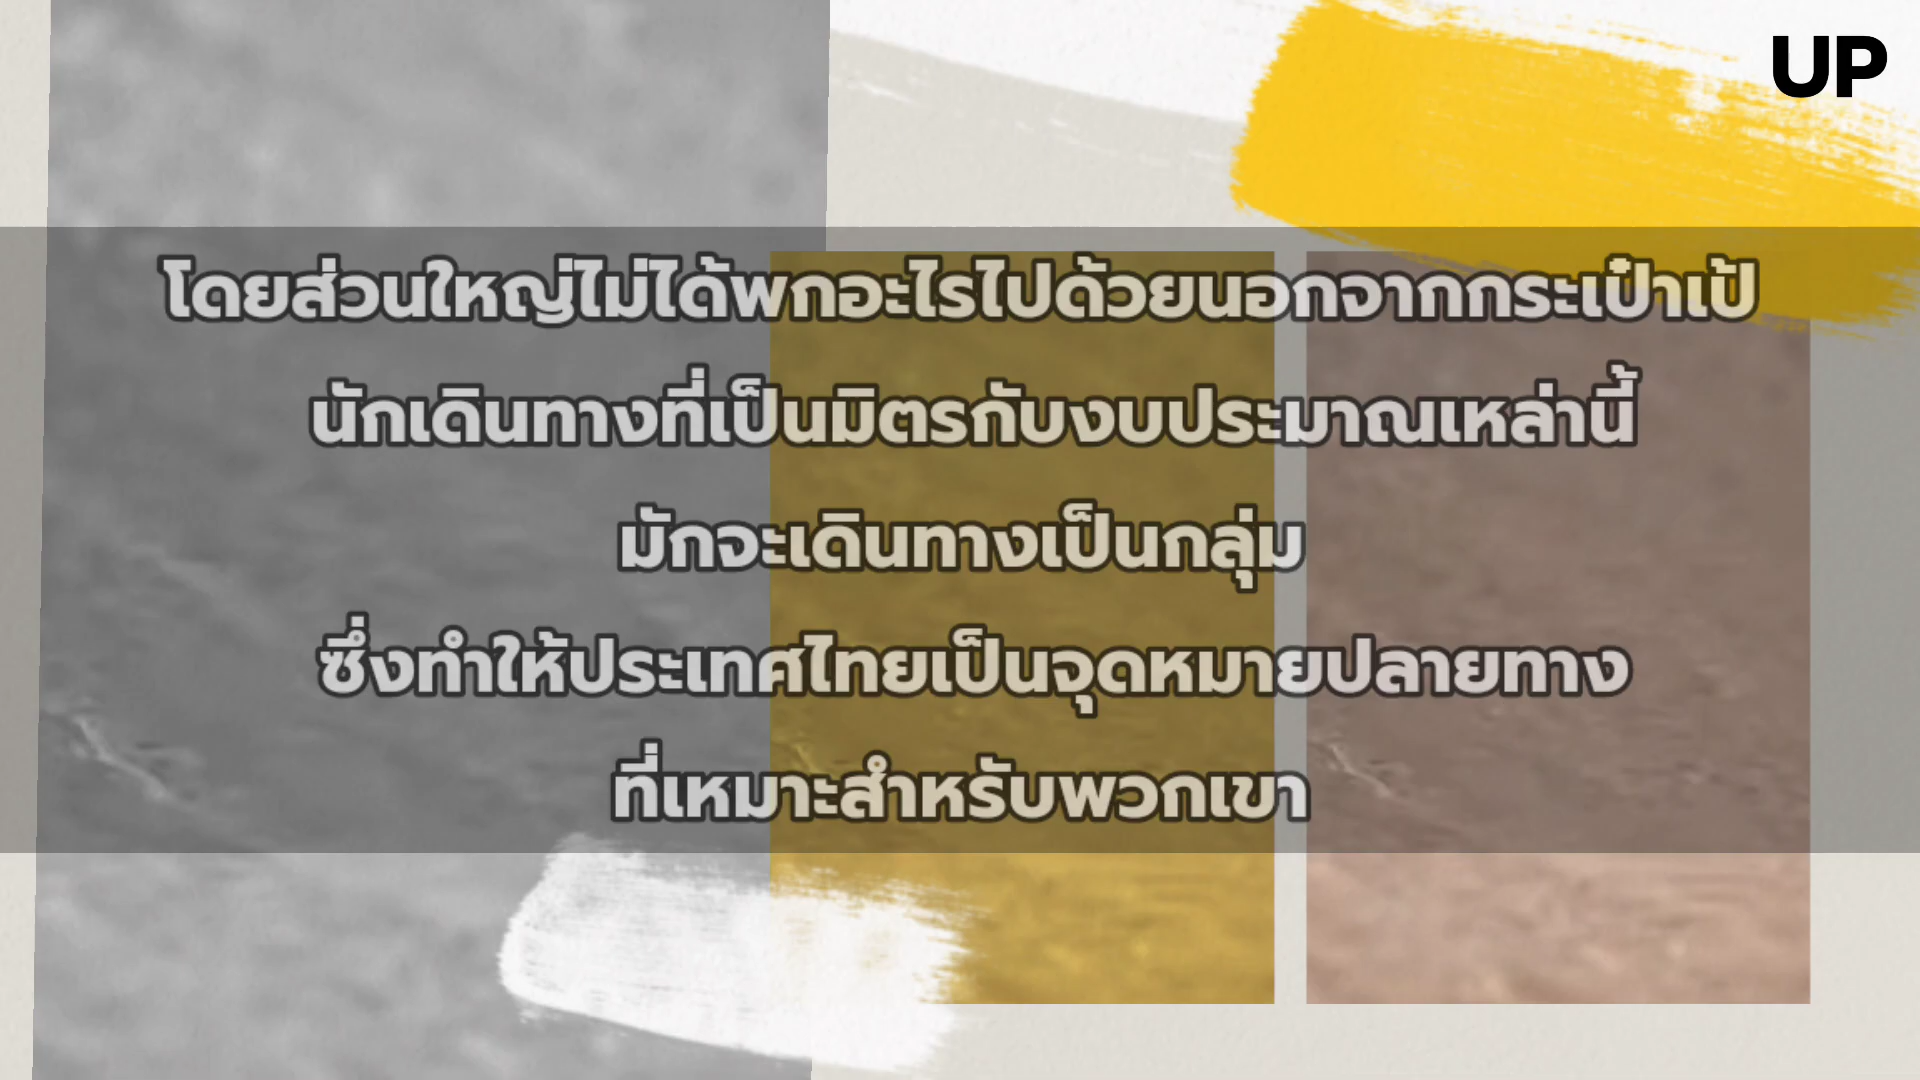 UP
โดยส่วนใหญ่ไม่ได้พกอะไรไปด้วยนอกจากกระเป๋าเป้
นักเดินทางที่เป็นมิตรกับงบประมาณเหล่านี้
มักจะเดินทางเป็นกลุ่ม
ซึ่งทำให้ประเทศไทยเป็นจุดหมายปลายทาง
ที่เหมาะสำหรับพวกเขา